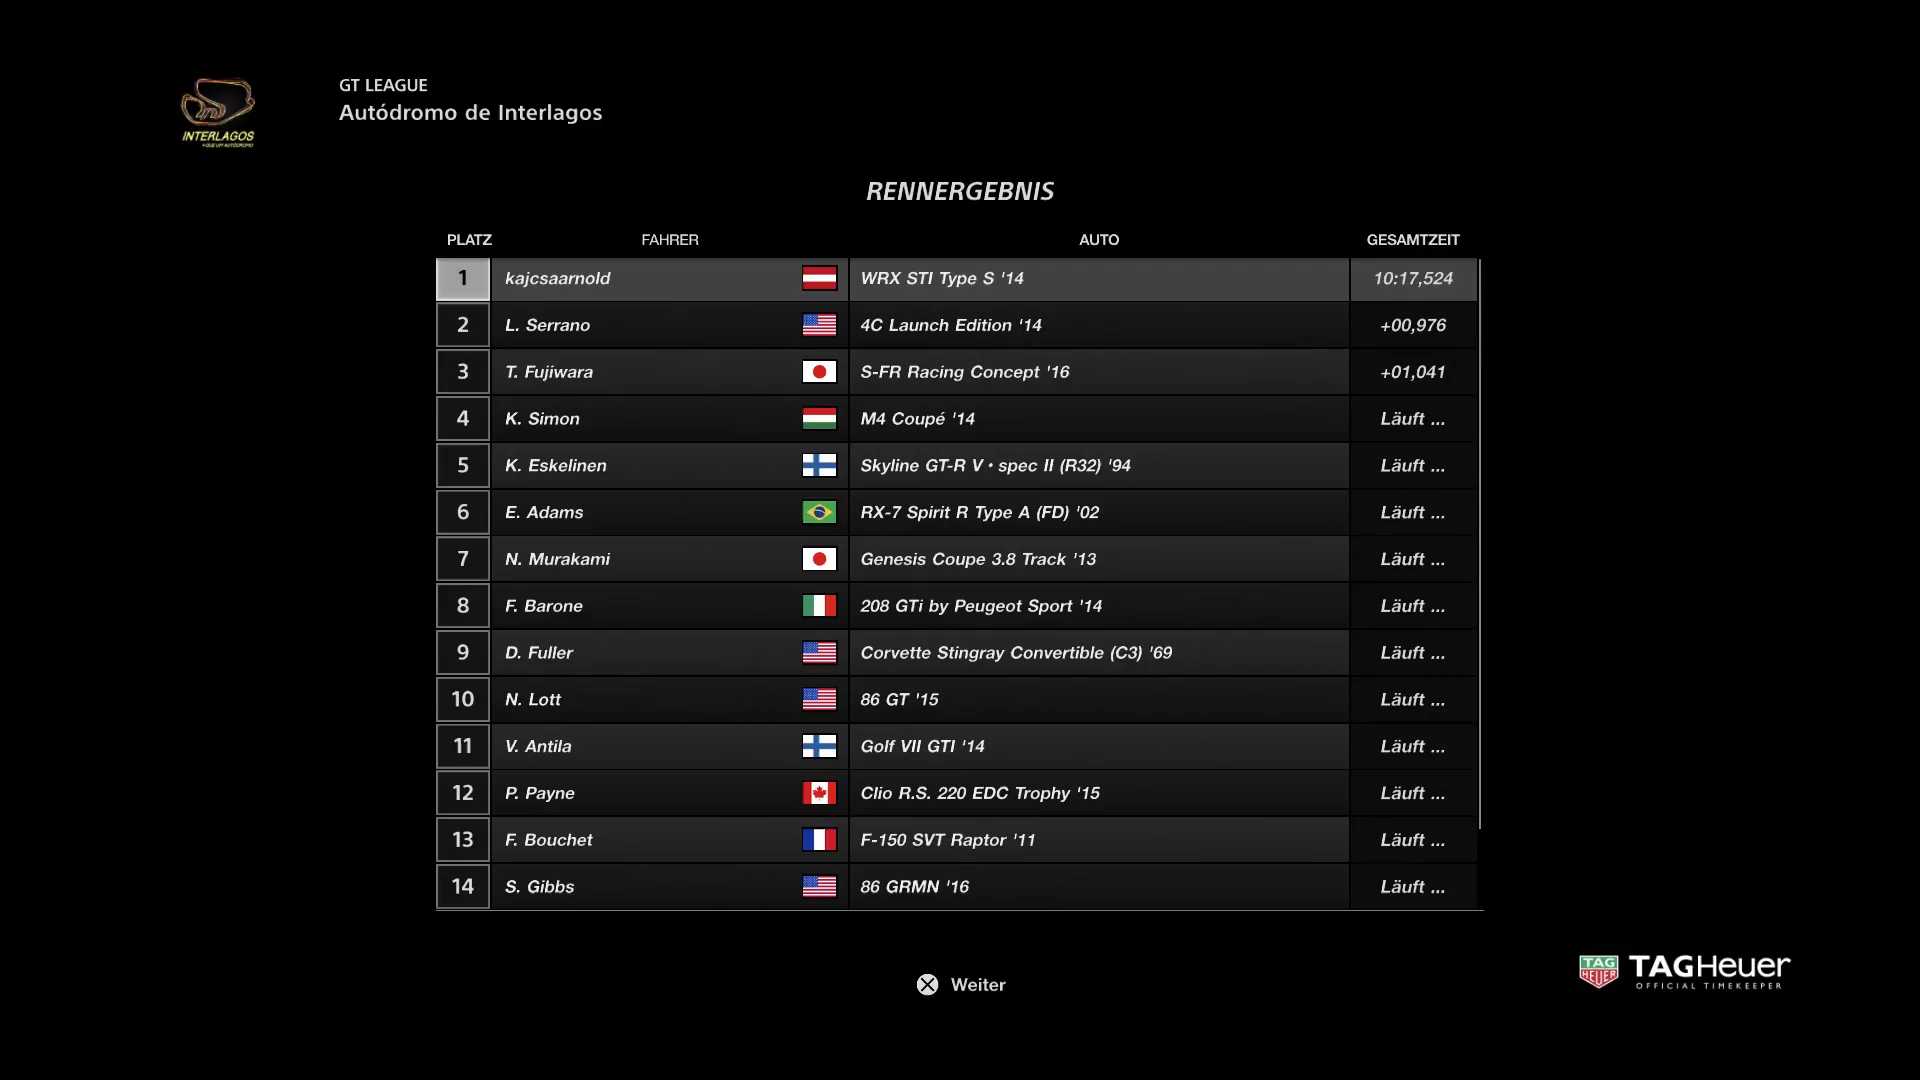 INTERLAGOS
GT LEAGUE
Autódromo de Interlagos
RENNERGEBNIS
PLATZ FAHRER AUTO GESAMTZEIT
1 kajcsaarnold WRX STI Type S '14 10:17,524
2 L. Serrano 4C Launch Edition '14 +00,976
3 T. Fujiwara S-FR Racing Concept '16 +01,041
4 K. Simon M4 Coupé '14 Läuft ...
5 K. Eskelinen Skyline GT-R V・spec II (R32) '94 Läuft ...
6 E. Adams RX-7 Spirit R Type A (FD) '02 Läuft ...
7 N. Murakami Genesis Coupe 3.8 Track '13 Läuft ...
8 F. Barone 208 GTi by Peugeot Sport '14 Läuft ...
9 D. Fuller Corvette Stingray Convertible (C3) '69 Läuft ...
10 N. Lott 86 GT '15 Läuft ...
11 V. Antila Golf VII GTI '14 Läuft ...
12 P. Payne Clio R.S. 220 EDC Trophy '15 Läuft ...
13 F. Bouchet F-150 SVT Raptor '11 Läuft ...
14 S. Gibbs 86 GRMN '16 Läuft ...
Weiter
TAG HEUER
TAGHeuer
OFFICIAL TIMEKEEPER